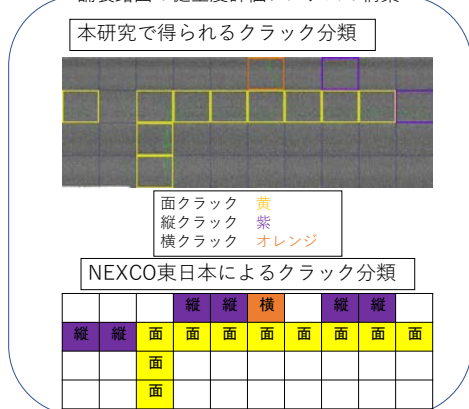 本研究で得られるクラック分類
面クラック 黄
縦クラック 紫
横クラック オレンジ
NEXCO東日本によるクラック分類
縦 縦 横 縦 縦
縦 縦 面 面 面 面 面 面 面 面
面
面